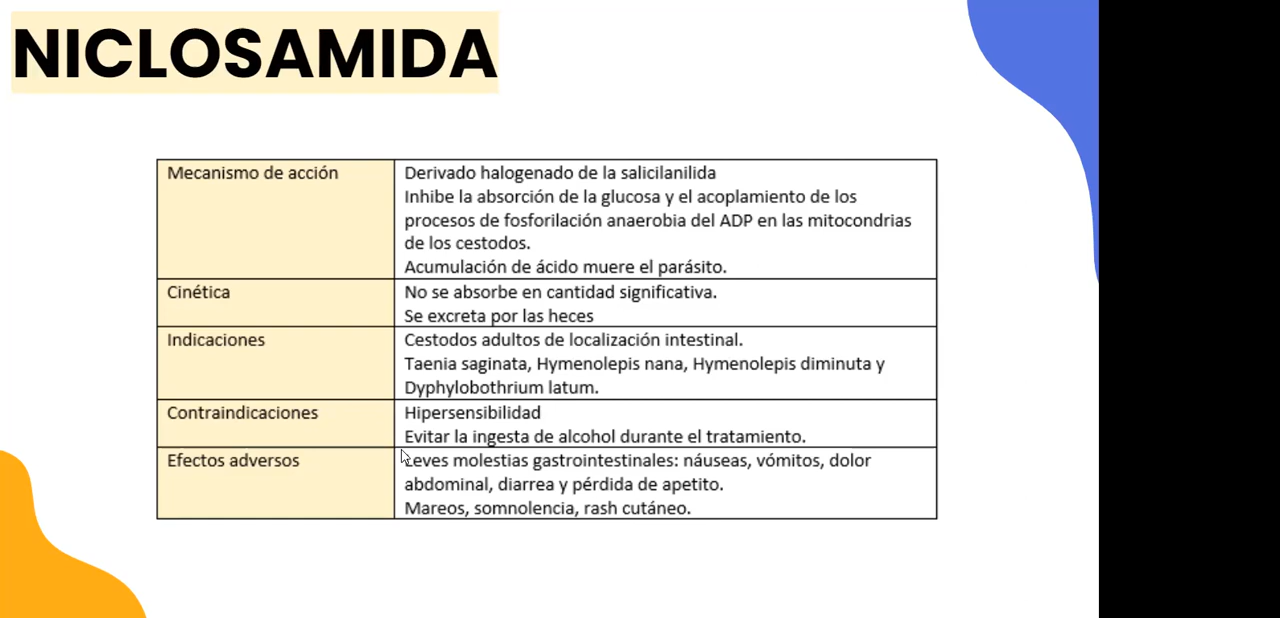 NICLOSAMIDA
Mecanismo de acción
Derivado halogenado de la salicilanilida
Inhibe la absorción de la glucosa y el acoplamiento de los
procesos de fosforilación anaerobia del ADP en las mitocondrias
de los cestodos.
Acumulación de ácido muere el parásito.
Cinética
No se absorbe en cantidad significativa.
Se excreta por las heces
Indicaciones
Cestodos adultos de localización intestinal.
Taenia saginata, Hymenolepis nana, Hymenolepis diminuta y
Dyphylobothrium latum.
Contraindicaciones
Hipersensibilidad
Evitar la ingesta de alcohol durante el tratamiento.
Efectos adversos
Leves molestias gastrointestinales: náuseas, vómitos, dolor
abdominal, diarrea y pérdida de apetito.
Mareos, somnolencia, rash cutáneo.